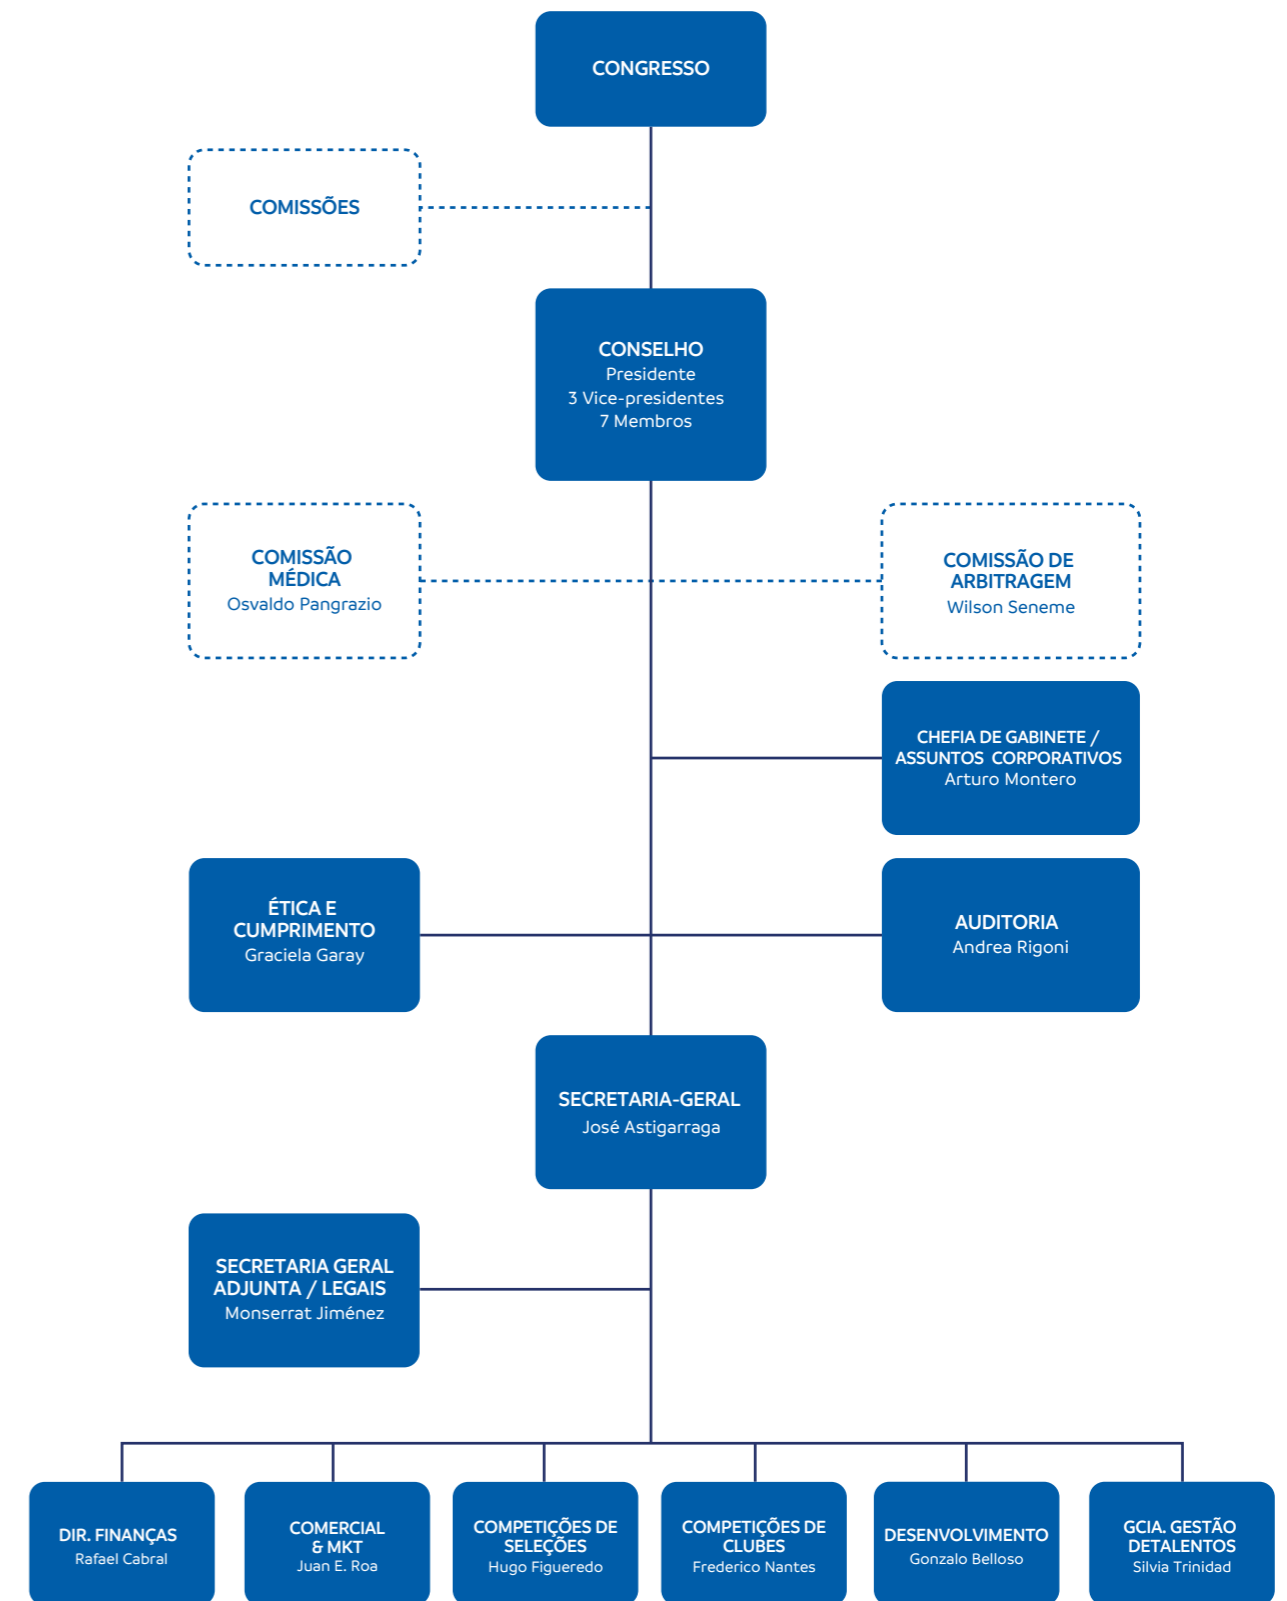 CONGRESSO
COMISSÕES
CONSELHO
Presidente
3 Vice-presidentes
7 Membros
COMISSÃO
MÉDICA
Osvaldo Pangrazio
COMISSÃO DE
ARBITRAGEM
Wilson Seneme
CHEFIA DE GABINETE /
ASSUNTOS CORPORATIVOS
Arturo Montero
ÉTICA E
CUMPRIMENTO
Graciela Garay
AUDITORIA
Andrea Rigoni
SECRETARIA-GERAL
José Astigarraga
SECRETARIA GERAL
ADJUNTA / LEGAIS
Monserrat Jiménez
DIR. FINANÇAS
Rafael Cabral
COMERCIAL
& MKT
Juan E. Roa
COMPETIÇÕES DE
SELEÇÕES
Hugo Figueredo
COMPETIÇÕES DE
CLUBES
Frederico Nantes
DESENVOLVIMENTO
Gonzalo Belloso
GCIA. GESTÃO
DETALENTOS
Silvia Trinidad